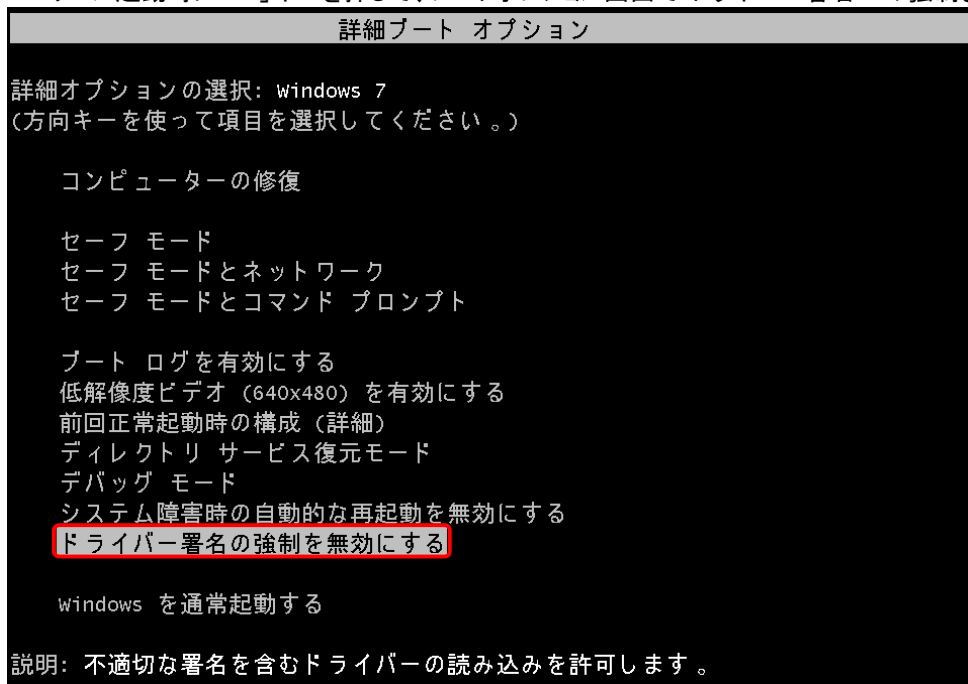 詳細ブート オプション
詳細オプションの選択: Windows 7
(方向キーを使って項目を選択してください。)
コンピューターの修復
セーフ モード
セーフ モードとネットワーク
セーフ モードとコマンド プロンプト
ブート ログを有効にする
低解像度ビデオ (640x480) を有効にする
前回正常起動時の構成 (詳細)
ディレクトリ サービス復元モード
デバッグ モード
システム障害時の自動的な再起動を無効にする
ドライバー署名の強制を無効にする
Windows を通常起動する
説明: 不適切な署名を含むドライバーの読み込みを許可します。